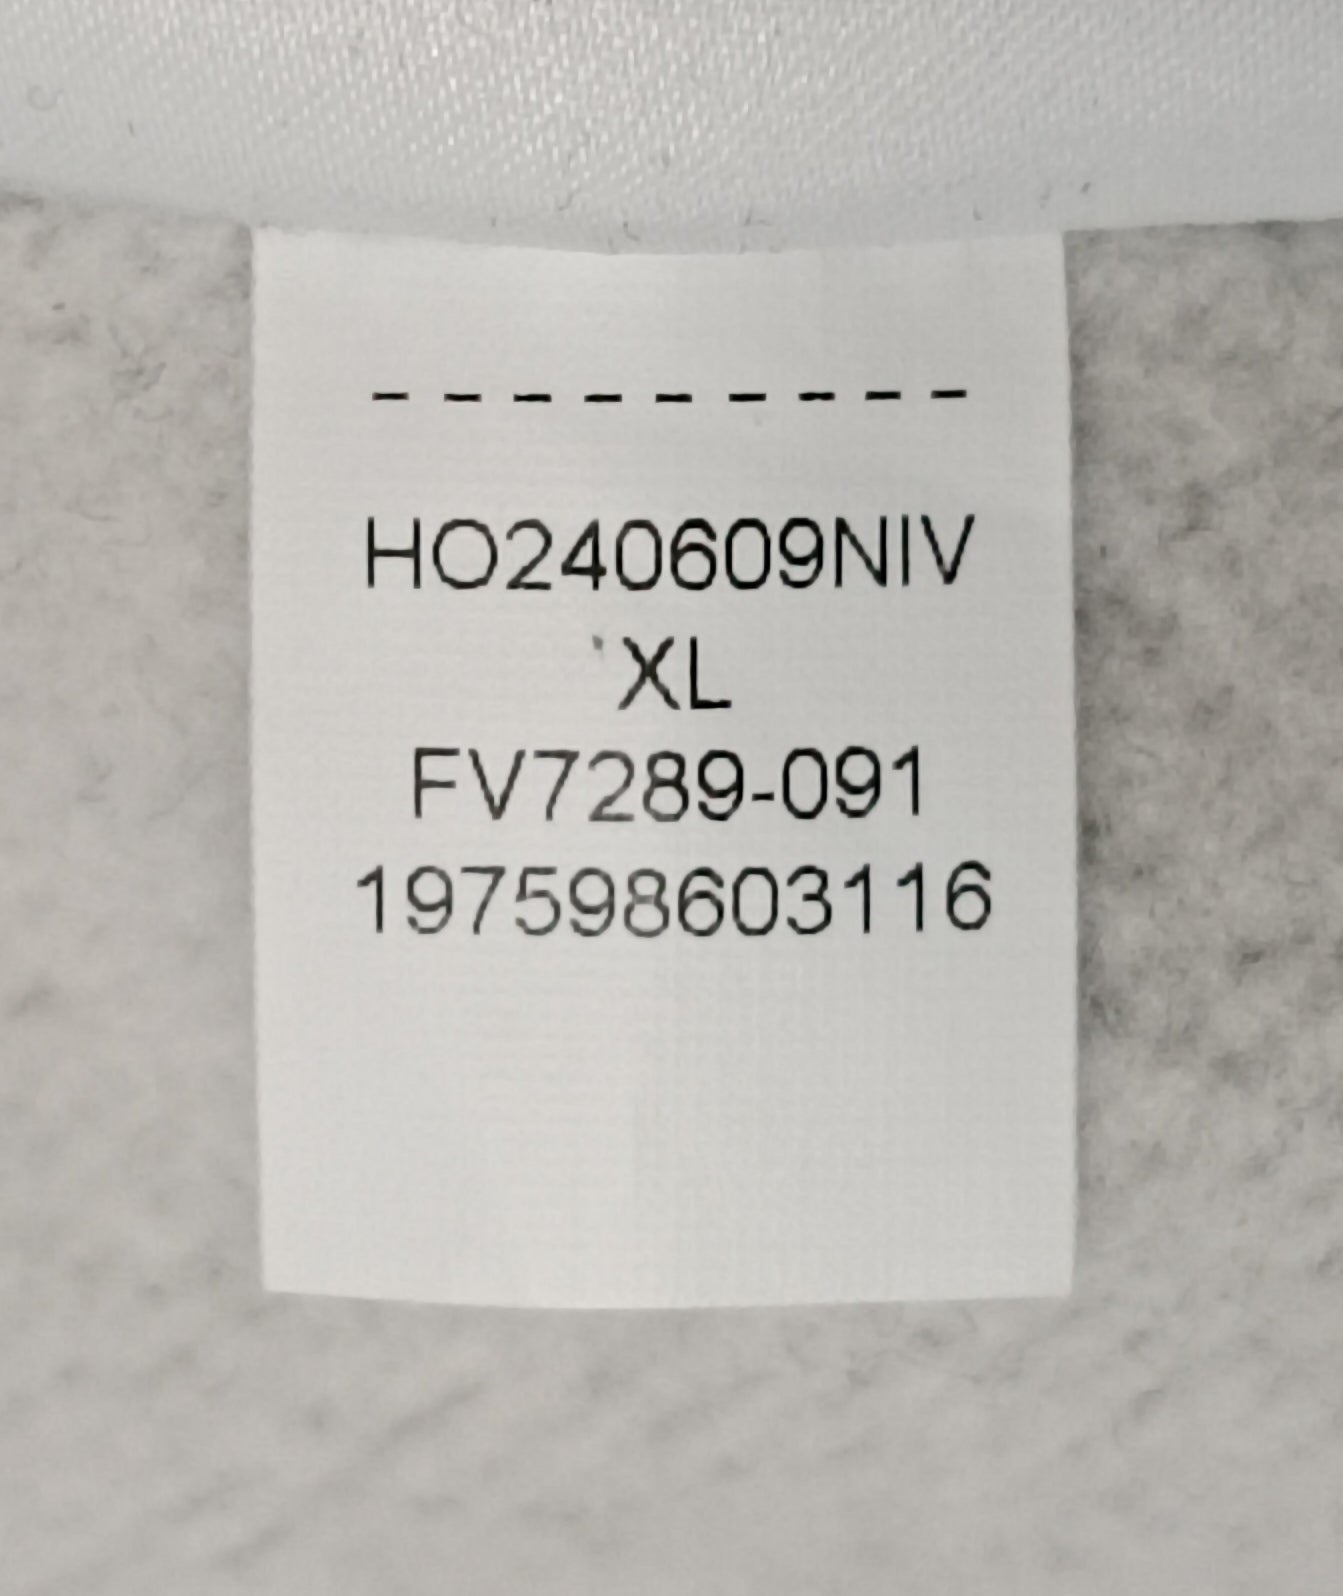 - - - - - - - - -
HO240609NIV
XL
FV7289-091
197598603116